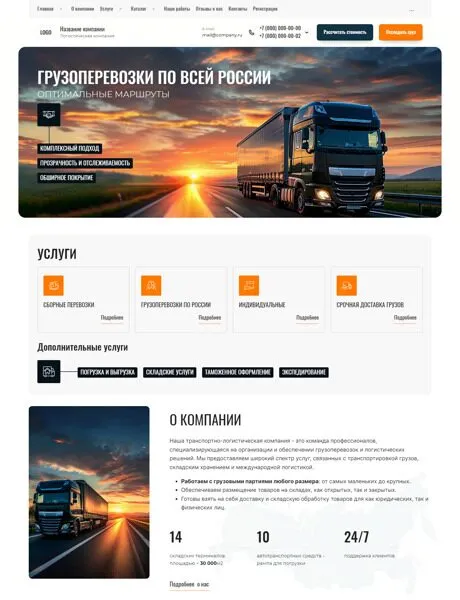 Главная О компании Услуги Каталог Наши работы Отзывы о нас Контакты Регистрация ...
LOGO
Название компании
Логистическая компания
E-mail:
mail@company.ru
+7 (000) 000-00-00
+7 (000) 000-00-02
Рассчитать стоимость
ГРУЗОПЕРЕВОЗКИ ПО ВСЕЙ РОССИИ
ОПТИМАЛЬНЫЕ МАРШРУТЫ
КОМПЛЕКСНЫЙ ПОДХОД
ПРОЗРАЧНОСТЬ И ОТСЛЕЖИВАЕМОСТЬ
ОБШИРНОЕ ПОКРЫТИЕ
УСЛУГИ
СБОРНЫЕ ПЕРЕВОЗКИ
Подробнее
ГРУЗОПЕРЕВОЗКИ ПО РОССИИ
Подробнее
ИНДИВИДУАЛЬНЫЕ
Подробнее
СРОЧНАЯ ДОСТАВКА ГРУЗОВ
Подробнее
Дополнительные услуги
ПОГРУЗКА И ВЫГРУЗКА
СКЛАДСКИЕ УСЛУГИ
ТАМОЖЕННОЕ ОФОРМЛЕНИЕ
ЭКСПЕДИРОВАНИЕ
О КОМПАНИИ
Наша транспортно-логистическая компания - это команда профессионалов,
специализирующаяся на организации и обеспечении грузоперевозок и логистических
решений. Мы предоставляем широкий спектр услуг, связанных с транспортировкой грузов,
складским хранением и международной логистикой.
Работаем с грузовыми партиями любого размера: от самых маленьких до крупных.
Обеспечиваем размещение товаров на складах, как открытых, так и закрытых.
Готовы взять на себя доставку и складскую обработку товаров для как юридических, так и
физических лиц.
14
складских терминалов
площадью - 30 000м2
10
автотранспортных средств -
рампа для погрузки
24/7
поддержка клиентов
Подробнее о нас